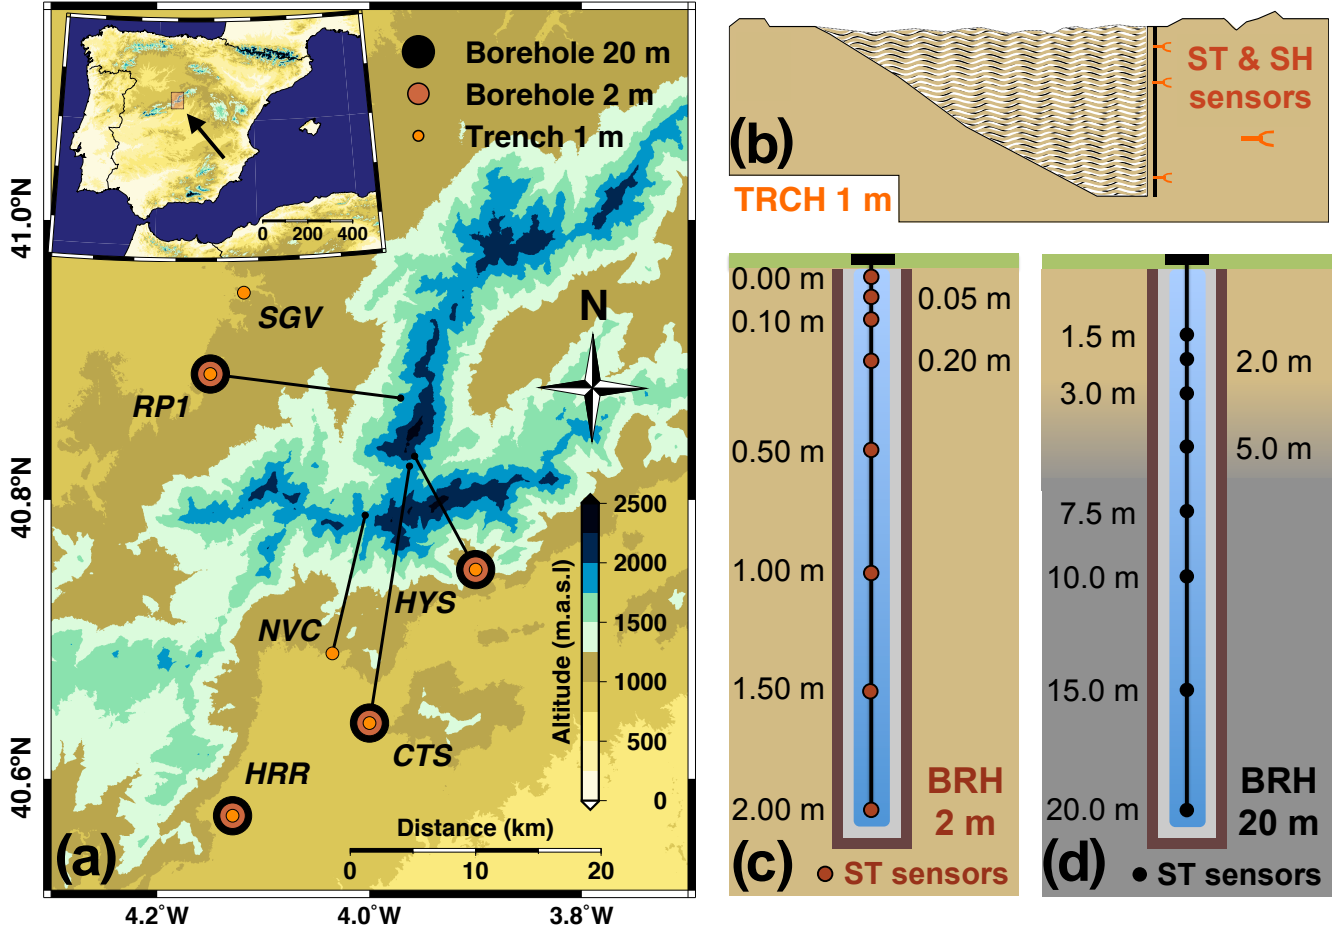 Borehole 20 m
Borehole 2 m
Trench 1 m
0 200 400
41.0°N
40.8°N
40.6°N
SGV
N
RP1
HYS
NVC
CTS
HRR
Altitude (m.a.s.l)
2500
2000
1500
1000
500
0
Distance (km)
0 10 20
(a)
4.2°W 4.0°W 3.8°W
(b)
ST & SH
sensors
TRCH 1 m
0.00 m
0.05 m
0.10 m
0.20 m
0.50 m
1.00 m
1.50 m
2.00 m
BRH
2 m
(c)
ST sensors
1.5 m
2.0 m
3.0 m
5.0 m
7.5 m
10.0 m
15.0 m
20.0 m
BRH
20 m
(d)
ST sensors